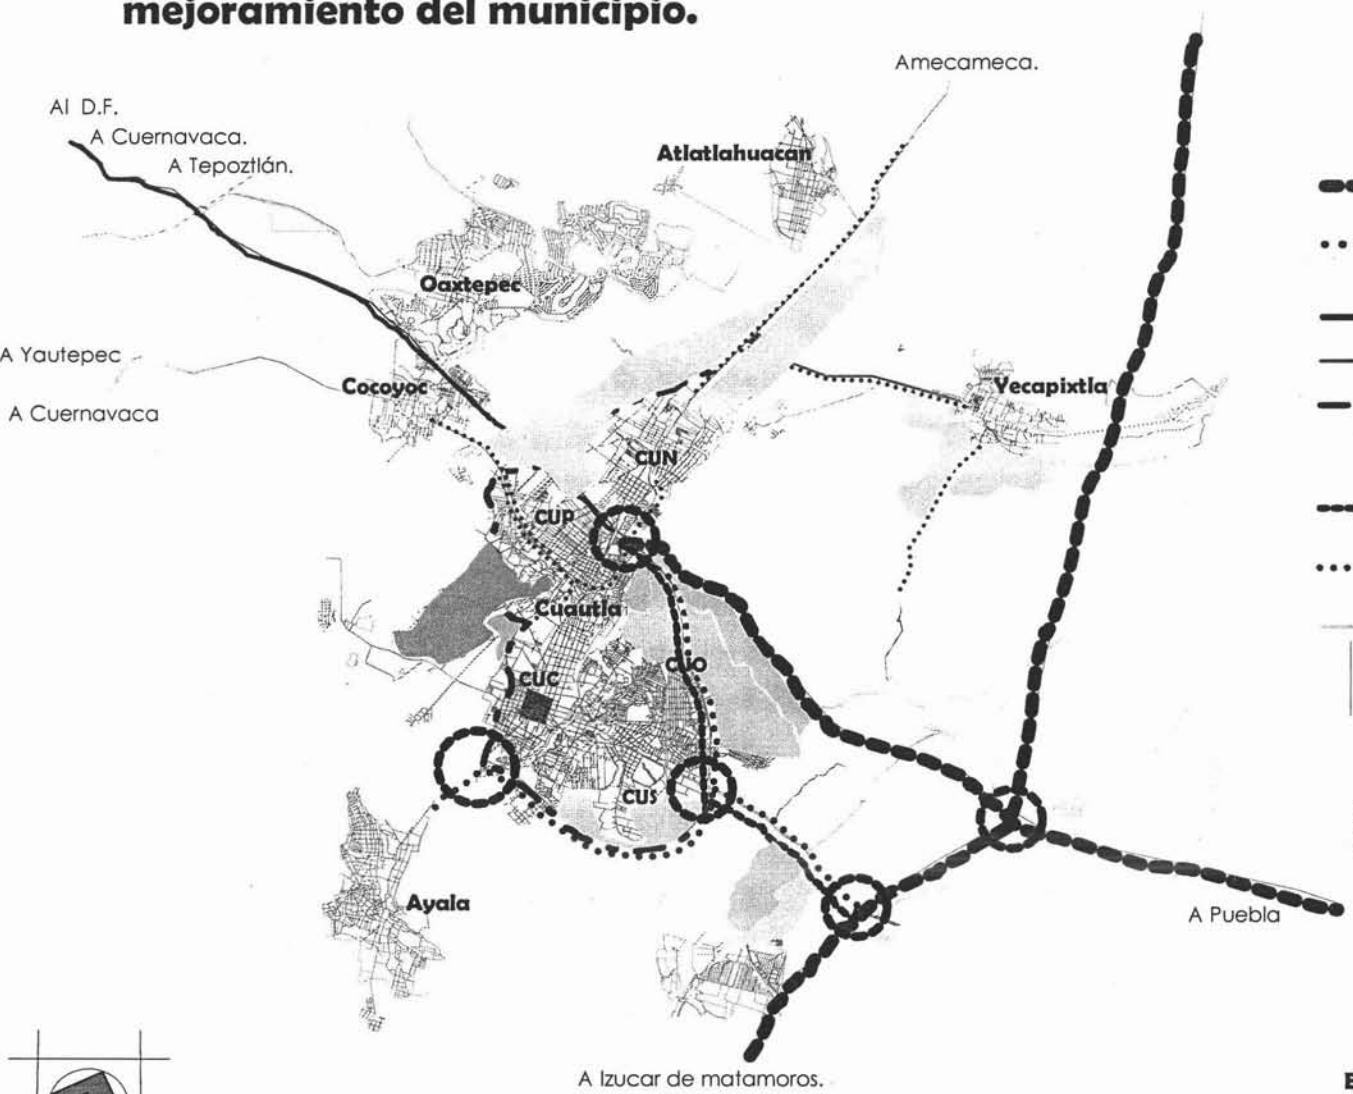 mejoramiento del municipio.
Amecameca.
Al D.F.
A Cuernavaca.
A Tepoztlán.
Atlatlahuacan
Oaxtepec
A Yautepec
Cocoyoc
Yecapixtla
A Cuernavaca
CUN
CUP
Cuautla
CUO
CUC
CUS
Ayala
A Puebla
A Izucar de matamoros.
E